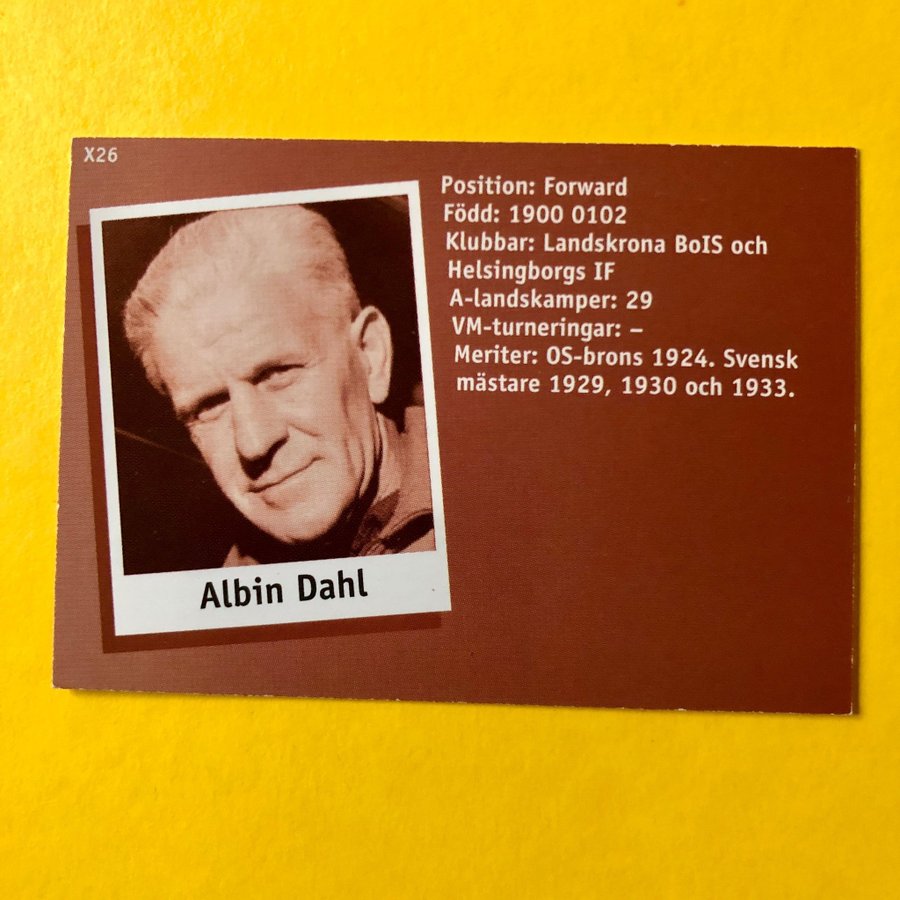 X26
Position: Forward
Född: 1900 0102
Klubbar: Landskrona BoIS och
Helsingborgs IF
A-landskamper: 29
VM-turneringar: –
Meriter: OS-brons 1924. Svensk
mästare 1929, 1930 och 1933.
Albin Dahl